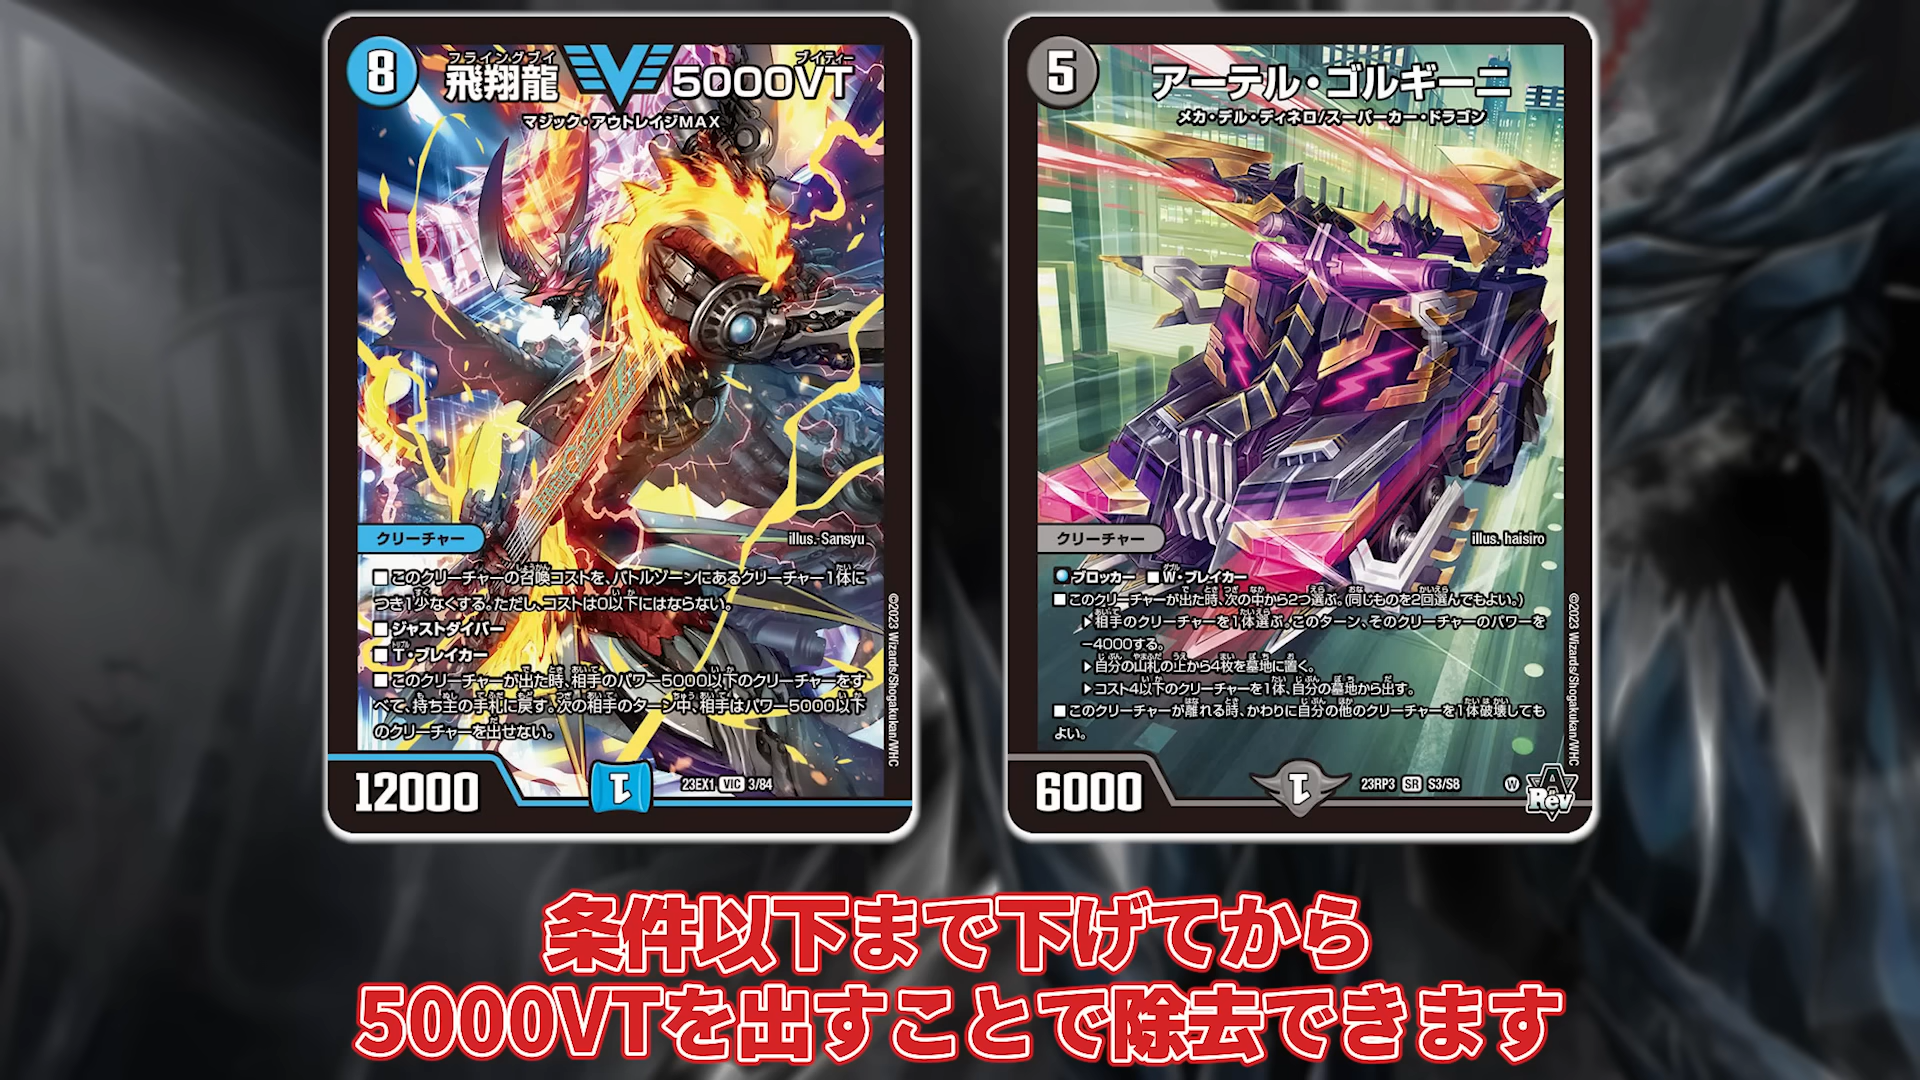 8
フライングブイ
飛翔龍
V
5000VT
ブイティー
マジック・アウトレイジMAX
クリーチャー
illus. Sansyu
■このクリーチャーの召喚コストを、バトルゾーンにあるクリーチャー1体に
つき1少なくする。ただし、コストは0以下にはならない。
■ジャストダイバー
■T・ブレイカー
■このクリーチャーが出た時、相手のパワー5000以下のクリーチャーをす
べて、持ち主の手札に戻す。次の相手のターン中、相手はパワー5000以下
のクリーチャーを出せない。
©2023 Wizards/Shogakukan/WHC
12000
1
23EX1 VIC 3/84
5
アーテル・ゴルギーニ
メカ・デル・ディネロ/スーパーカー・ドラゴン
クリーチャー
illus. haisiro
ブロッカー ■W・ブレイカー
■このクリーチャーが出た時、次の中から2つ選ぶ。(同じものを2回選んでもよい。)
▶相手のクリーチャーを1体選ぶ。このターン、そのクリーチャーのパワーを
−4000する。
▶自分の山札の上から4枚を墓地に置く。
▶コスト4以下のクリーチャーを1体、自分の墓地から出す。
■このクリーチャーが離れる時、かわりに自分の他のクリーチャーを1体破壊しても
よい。
©2023 Wizards/Shogakukan/WHC
6000
1
23RP3 SR S3/S8
W
Rev
条件以下まで下げてから
5000VTを出すことで除去できます